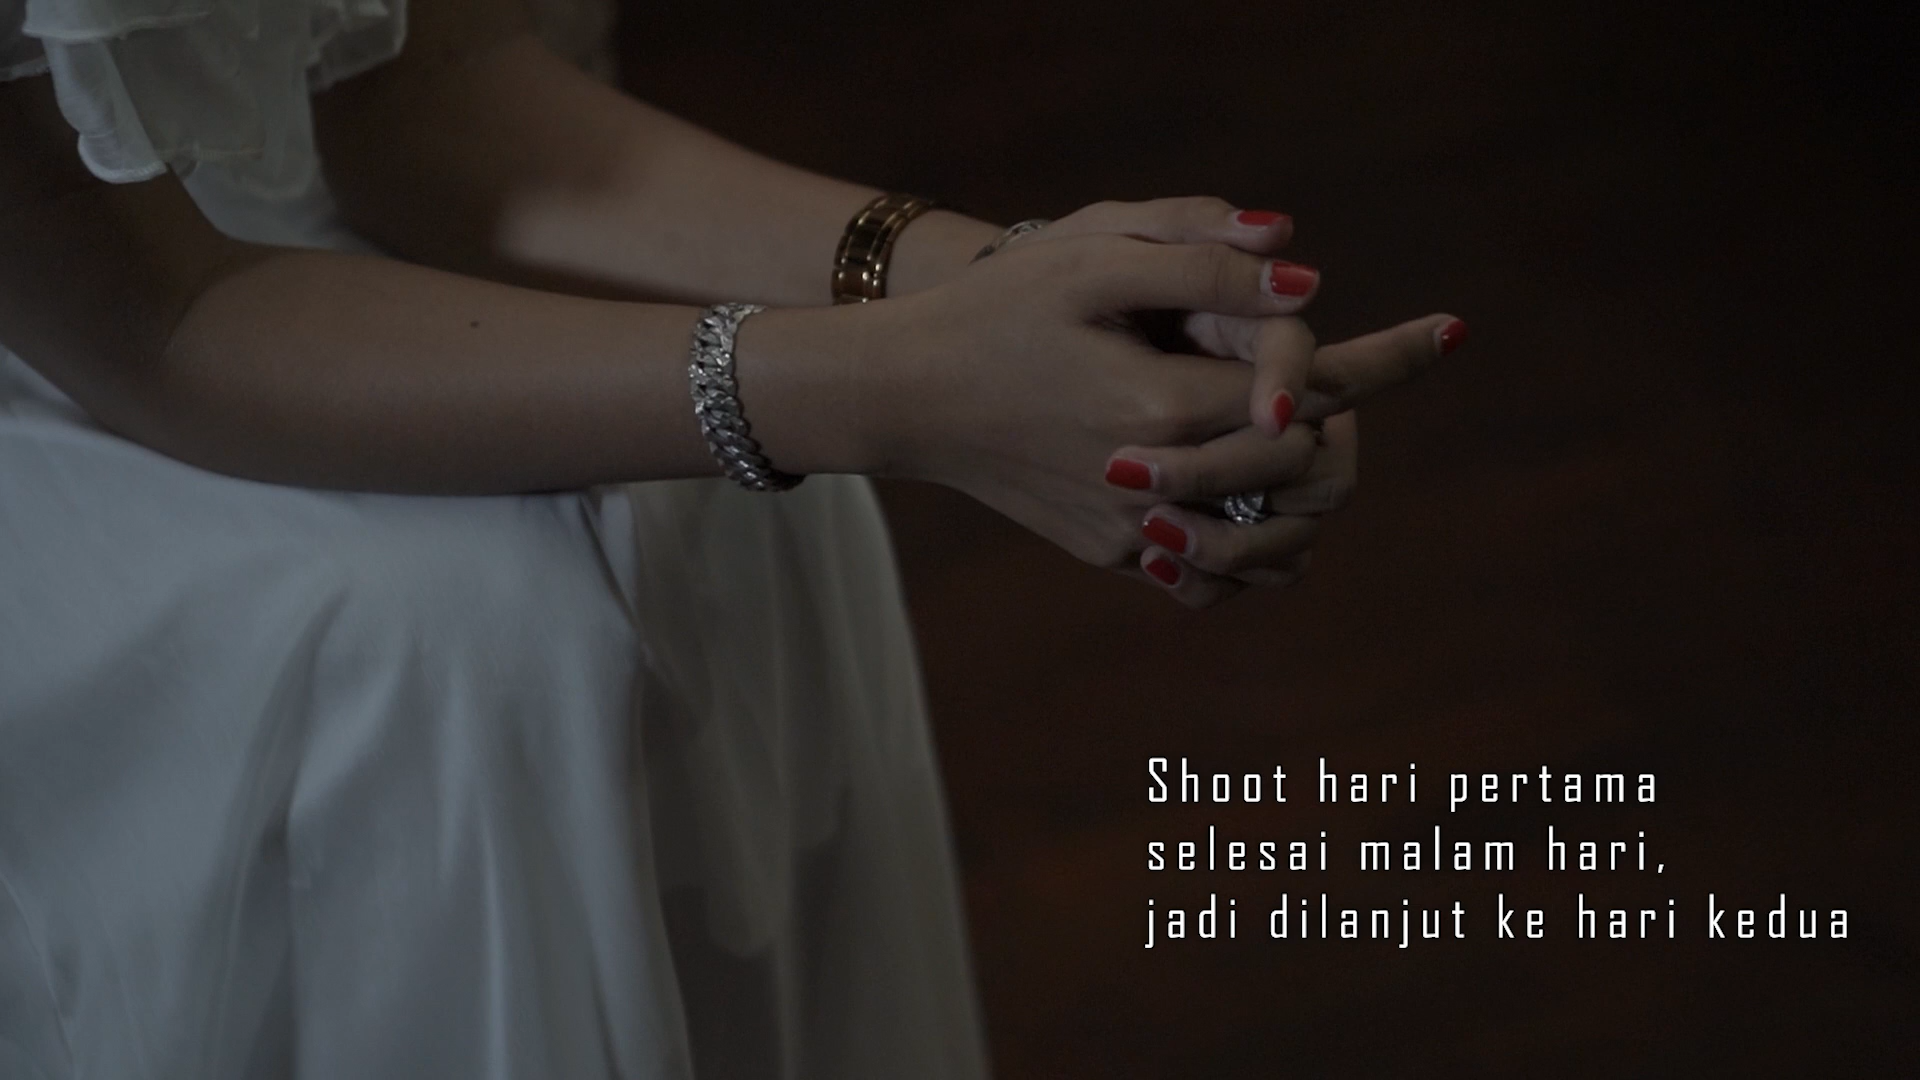 Shoot hari pertama
selesai malam hari,
jadi dilanjut ke hari kedua